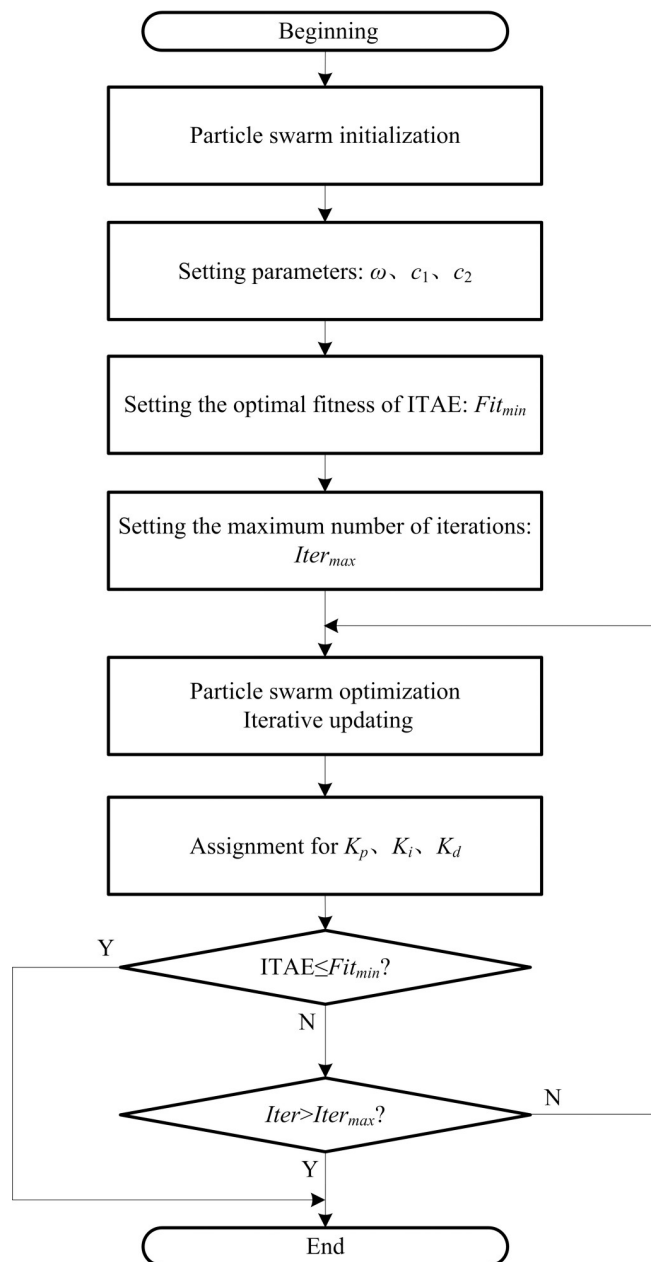 Beginning
Particle swarm initialization
Setting parameters: ω、c₁、c₂
Setting the optimal fitness of ITAE: Fitₘᵢₙ
Setting the maximum number of iterations:
Iterₘₐₓ
Particle swarm optimization
Iterative updating
Assignment for Kₚ、Kᵢ、K_d
Y
ITAE≤Fitₘᵢₙ?
N
Iter>Iterₘₐₓ?
N
Y
End